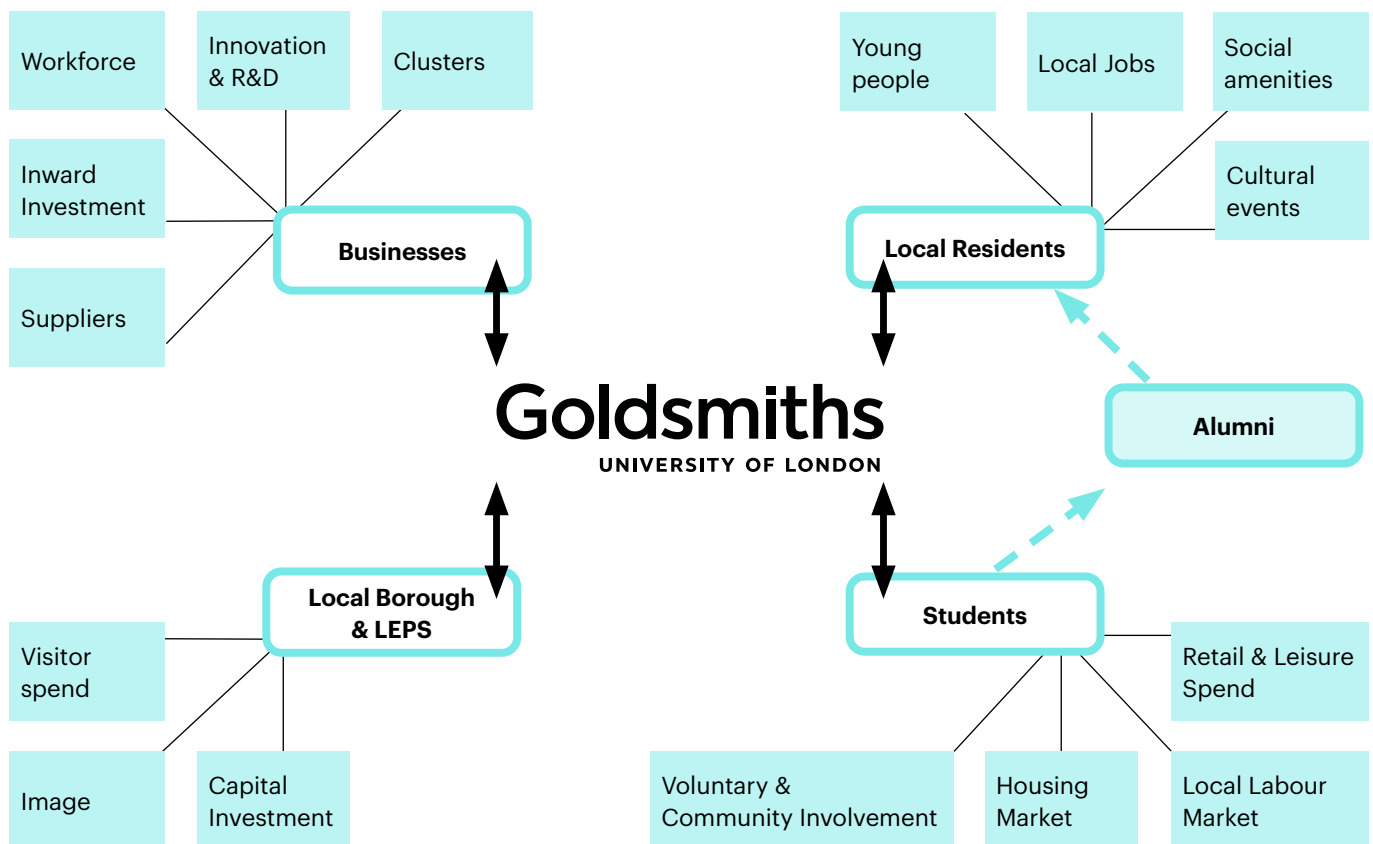 Workforce
Innovation
& R&D
Clusters
Inward
Investment
Suppliers
Businesses
Young
people
Local Jobs
Social
amenities
Cultural
events
Local Residents
Goldsmiths
UNIVERSITY OF LONDON
Alumni
Local Borough
& LEPS
Visitor
spend
Image
Capital
Investment
Students
Retail & Leisure
Spend
Voluntary &
Community Involvement
Housing
Market
Local Labour
Market